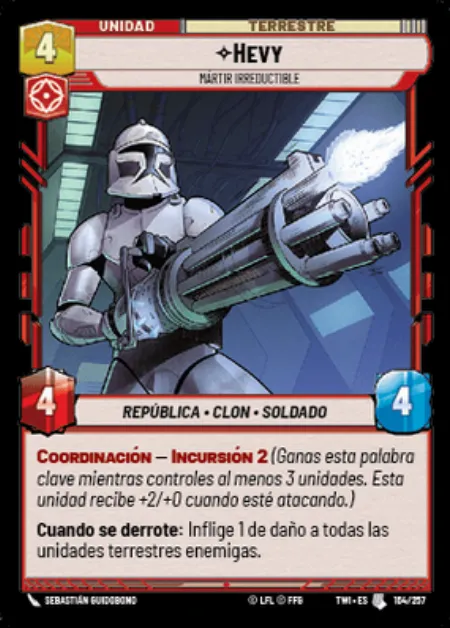 UNIDAD
TERRESTRE
4
HEVY
MÁRTIR IRREDUCTIBLE
4
REPÚBLICA • CLON • SOLDADO
4
COORDINACIÓN – INCURSIÓN 2 (Ganas esta palabra
clave mientras controles al menos 3 unidades. Esta
unidad recibe +2/+0 cuando esté atacando.)
Cuando se derrote: Inflige 1 de daño a todas las
unidades terrestres enemigas.
SEBASTIÁN GUIDOBONO
© LFL © FFG
TWI • ES
164/257